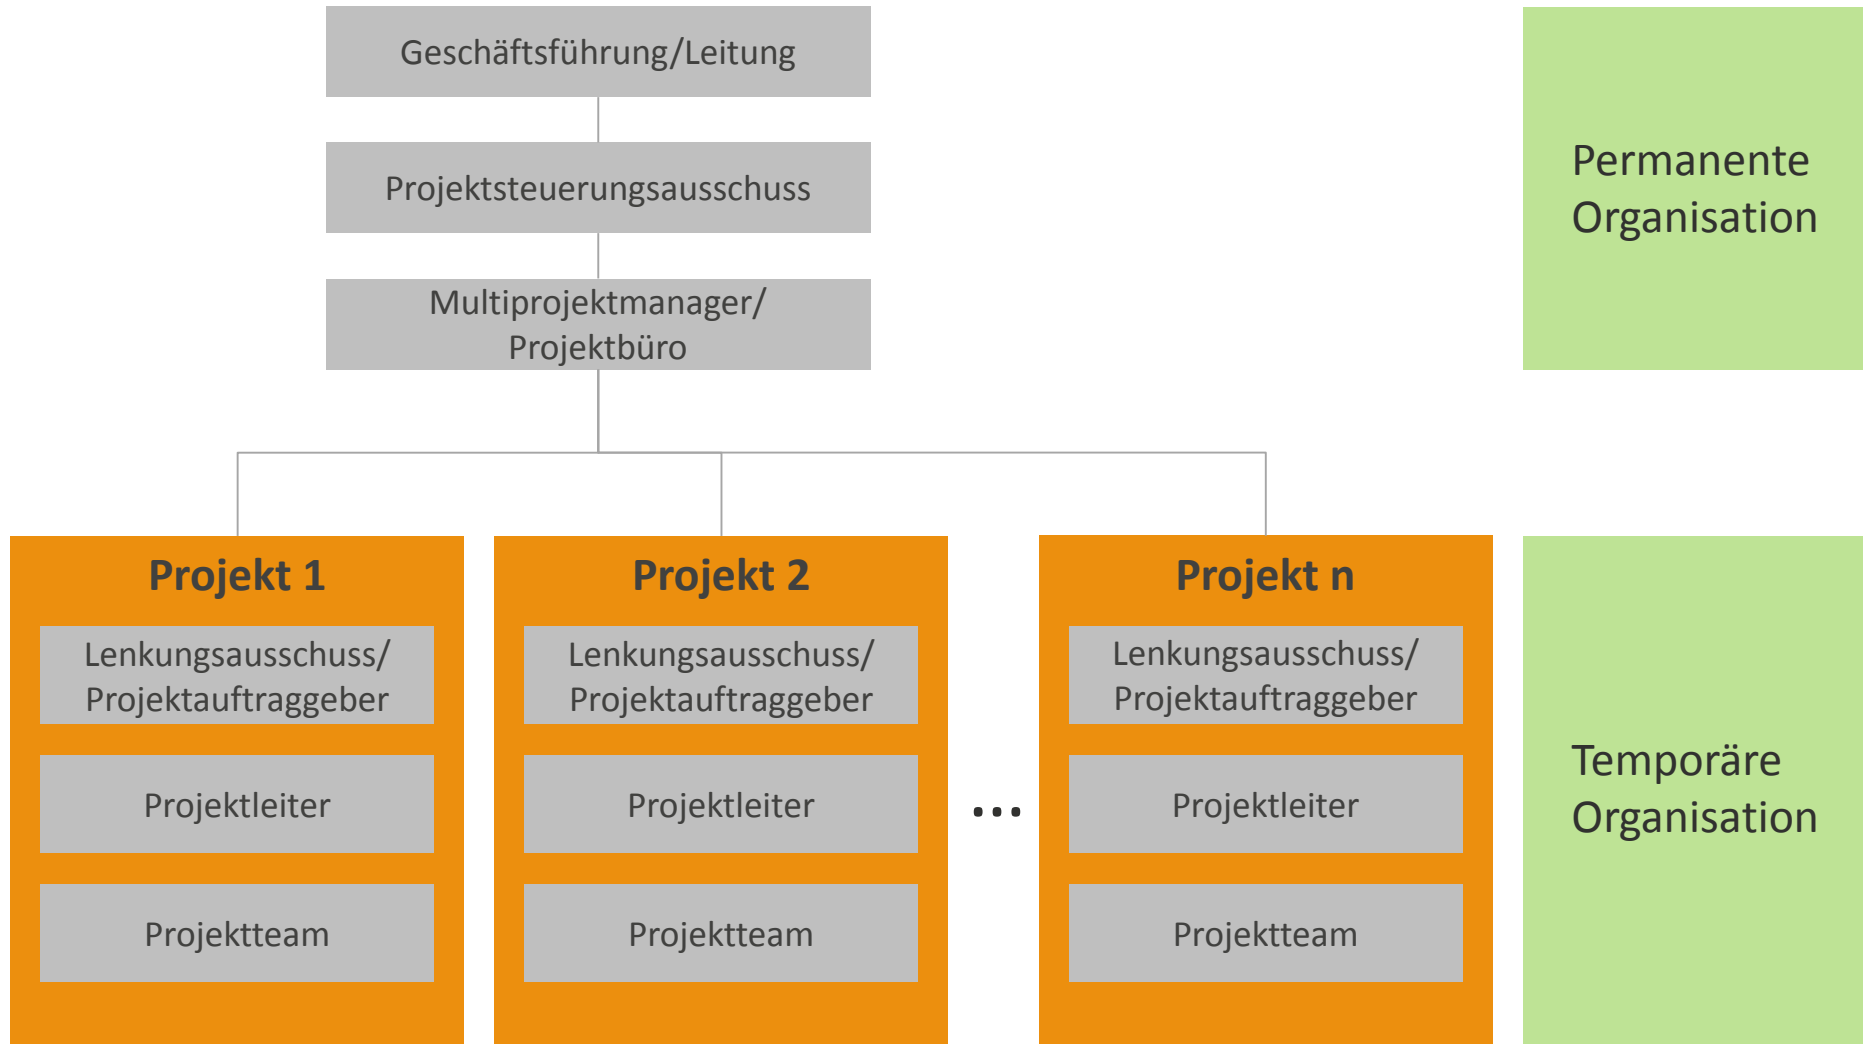 Geschäftsführung/Leitung
Projektsteuerungsausschuss
Multiprojektmanager/
Projektbüro
Permanente
Organisation
Projekt 1
Lenkungsausschuss/
Projektauftraggeber
Projektleiter
Projektteam
Projekt 2
Lenkungsausschuss/
Projektauftraggeber
Projektleiter
Projektteam
...
Projekt n
Lenkungsausschuss/
Projektauftraggeber
Projektleiter
Projektteam
Temporäre
Organisation